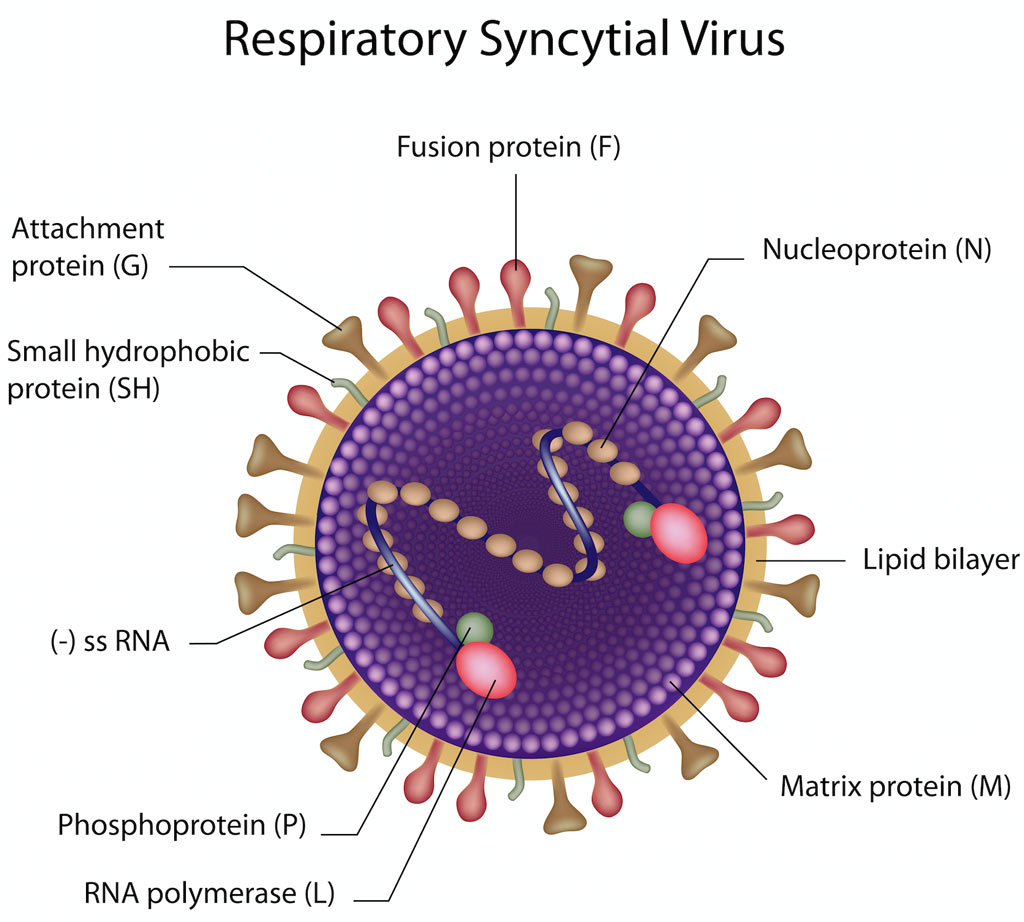 Respiratory Syncytial Virus
Fusion protein (F)
Attachment
protein (G)
Nucleoprotein (N)
Small hydrophobic
protein (SH)
Lipid bilayer
(-) ss RNA
Matrix protein (M)
Phosphoprotein (P)
RNA polymerase (L)